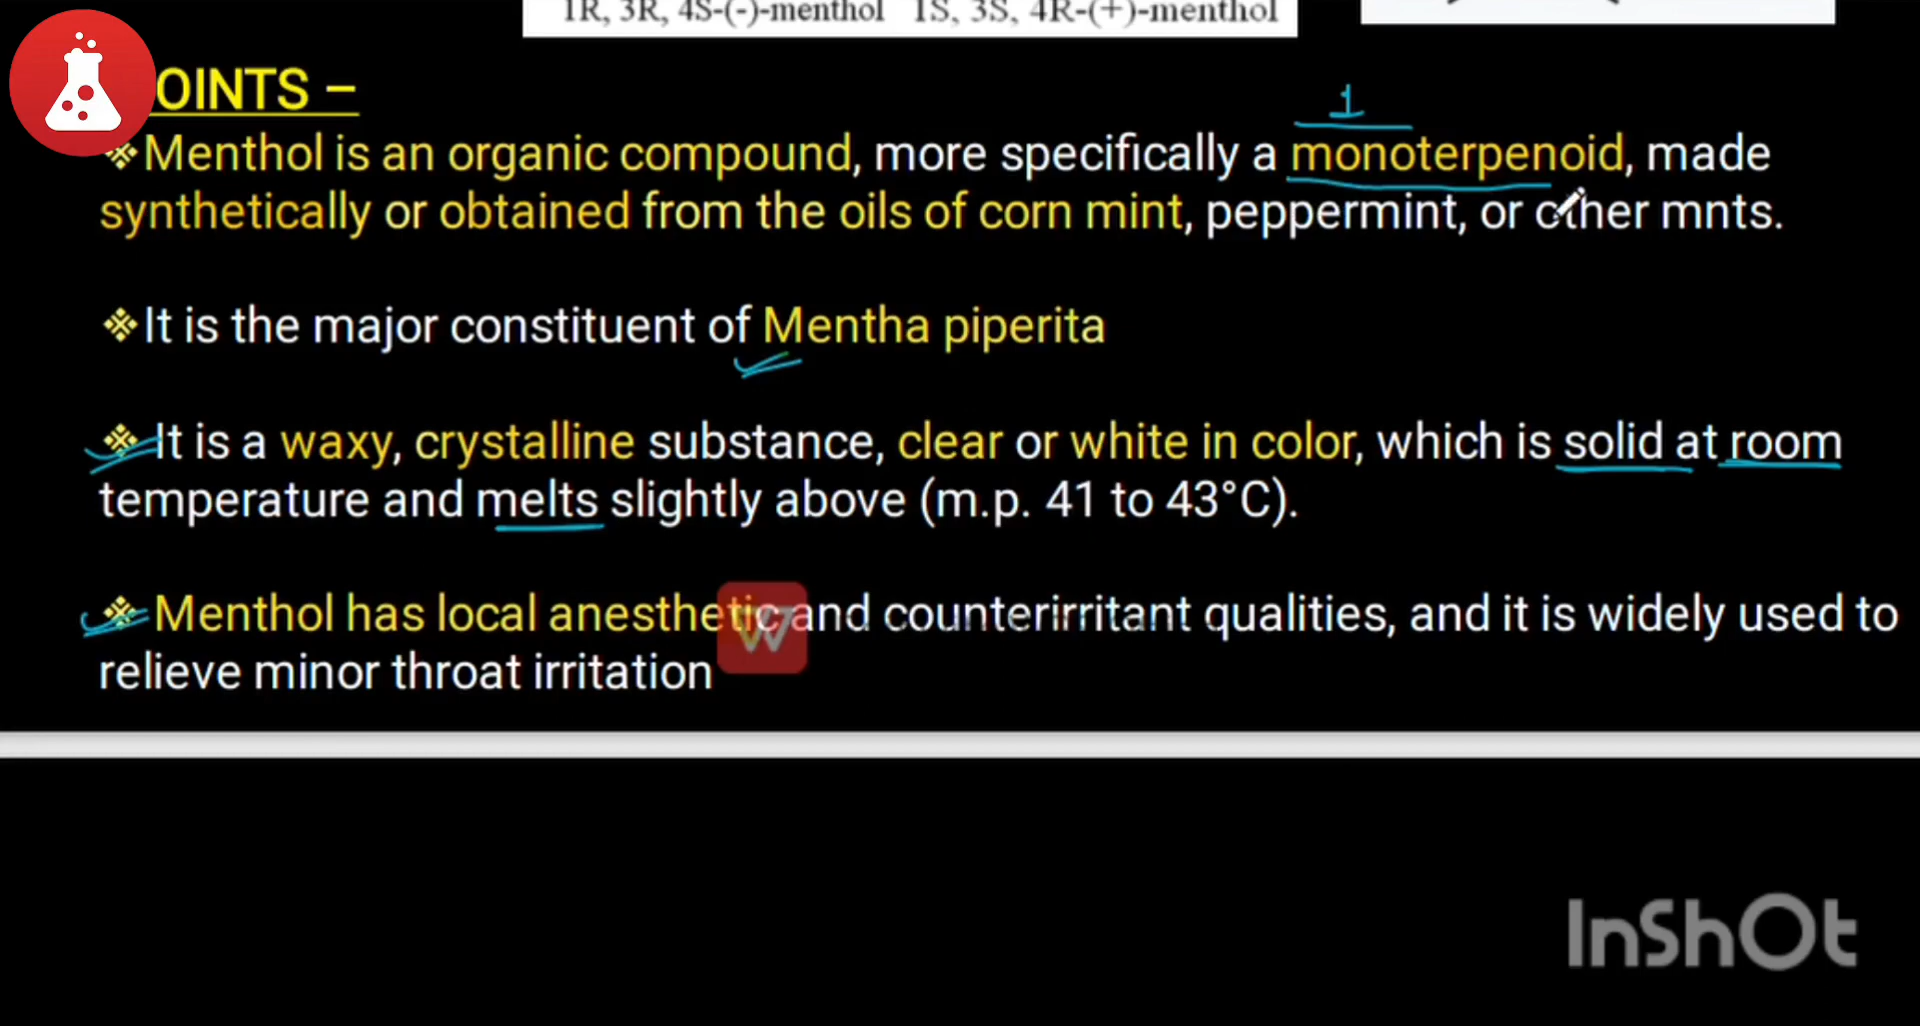 1R, 3R, 4S-(-)-menthol 1S, 3S, 4R-(+)-menthol
OINTS –
1
❖Menthol is an organic compound, more specifically a monoterpenoid, made
synthetically or obtained from the oils of corn mint, peppermint, or other mnts.
❖It is the major constituent of Mentha piperita
❖It is a waxy, crystalline substance, clear or white in color, which is solid at room
temperature and melts slightly above (m.p. 41 to 43°C).
❖Menthol has local anesthetic and counterirritant qualities, and it is widely used to
relieve minor throat irritation
W
InShOt